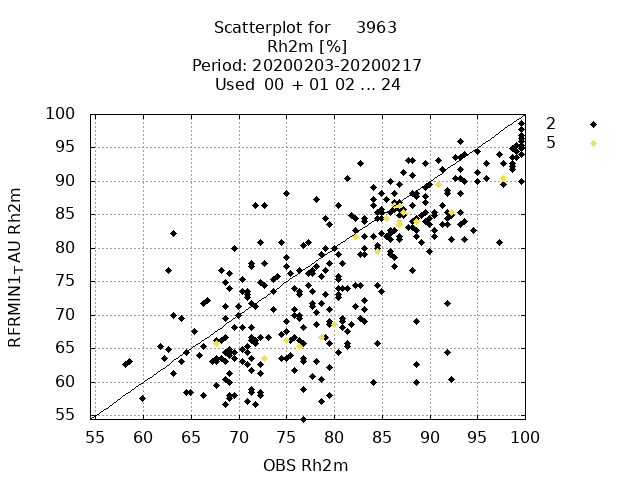 Scatterplot for 3963
Rh2m [%]
Period: 20200203-20200217
Used 00 + 01 02 ... 24
2
5
RFRMIN1T AU Rh2m
100
95
90
85
80
75
70
65
60
55
55 60 65 70 75 80 85 90 95 100
OBS Rh2m